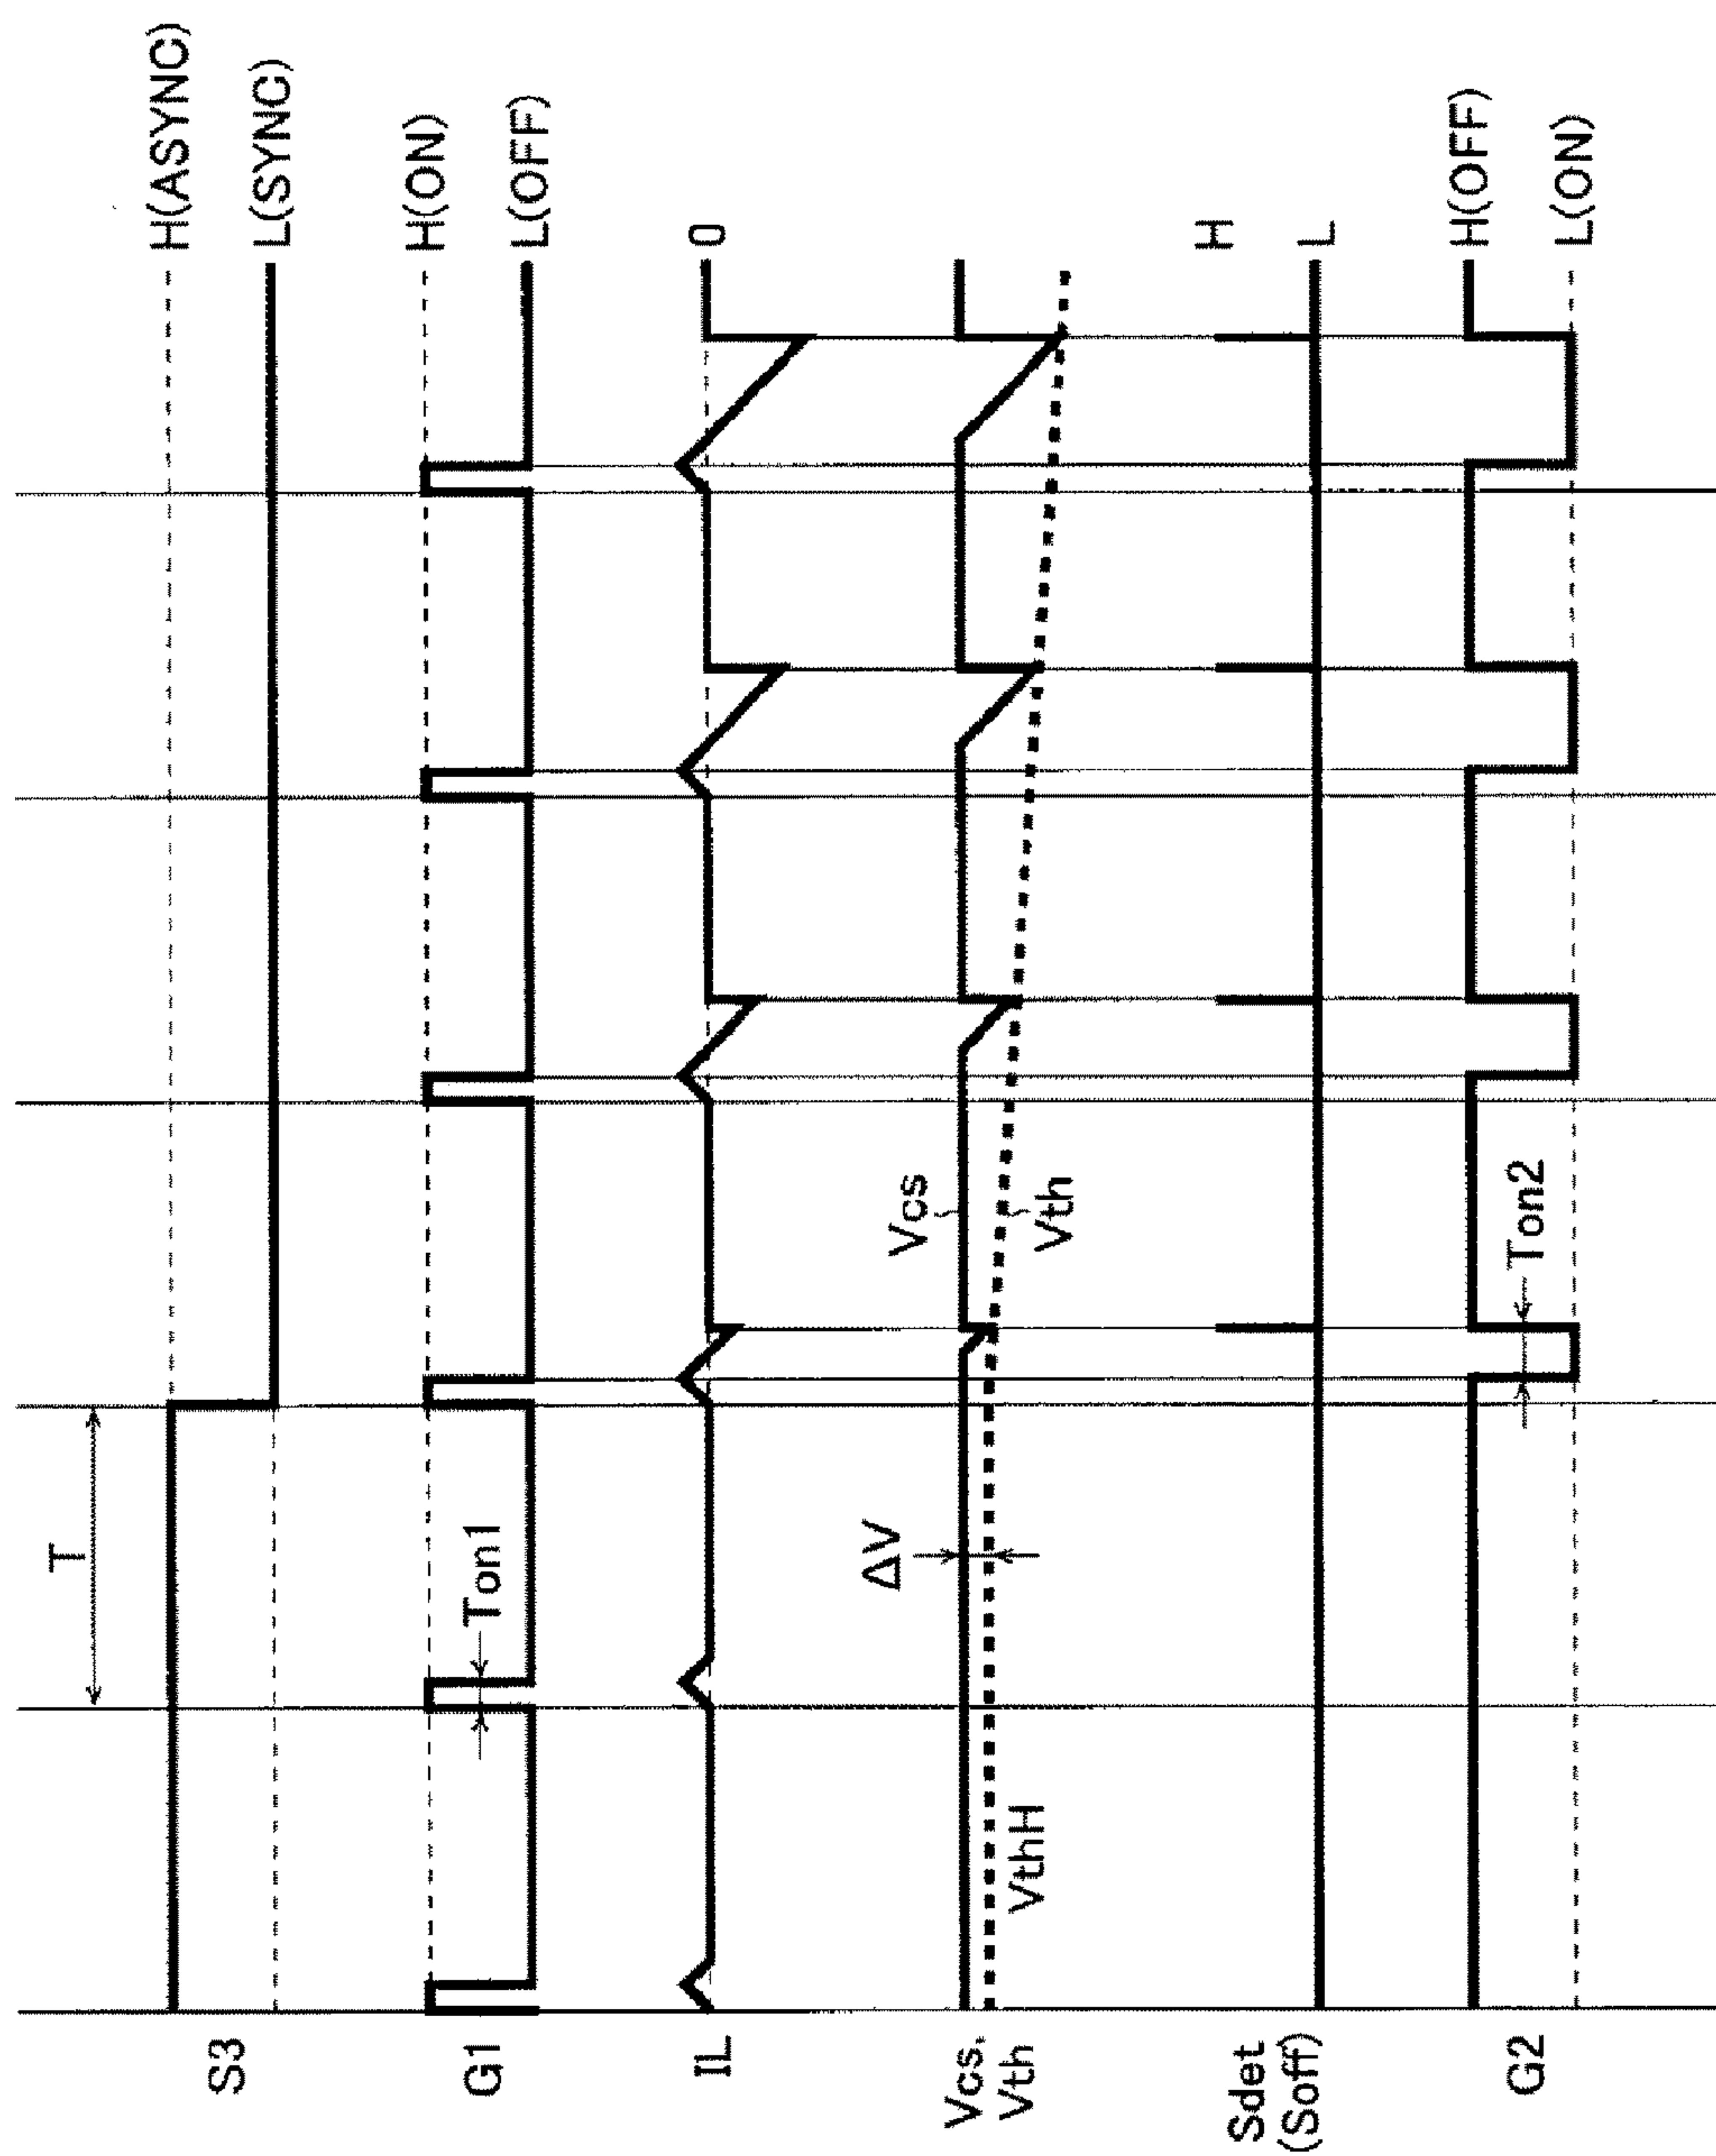 T
S3
H(ASYNC)
L(SYNC)
G1
Ton1
H(ON)
L(OFF)
IL
0
Vcs,
Vth
VthH
ΔV
Vcs
Vth
Sdet
(Soff)
H
L
G2
Ton2
H(OFF)
L(ON)